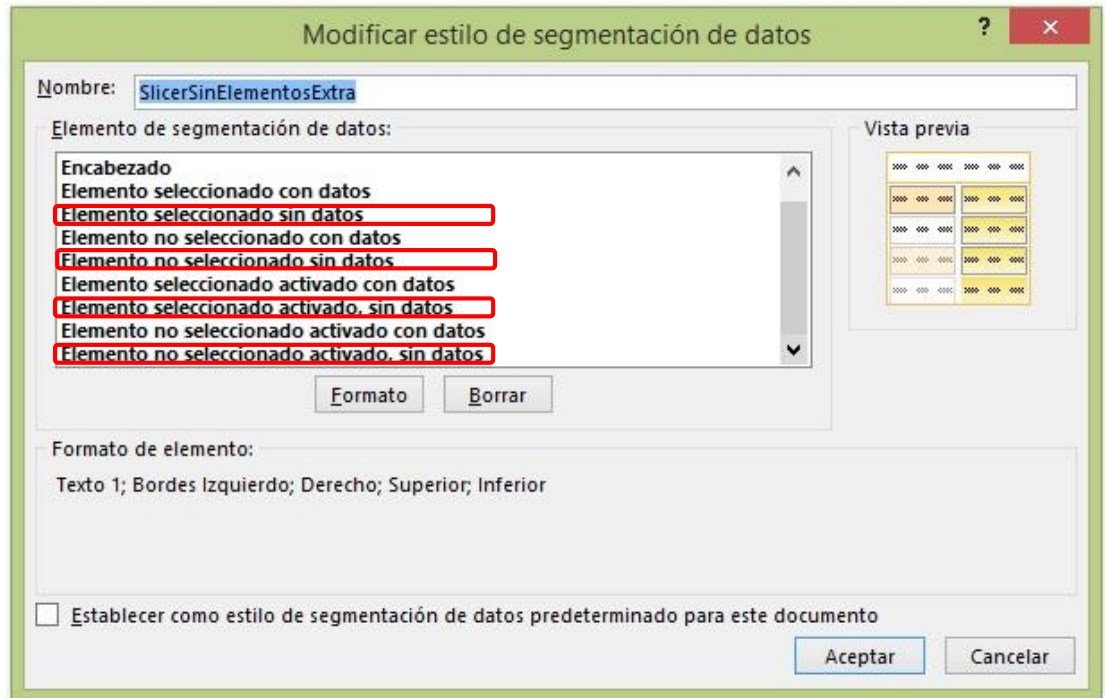 Modificar estilo de segmentación de datos
?
Nombre: SlicerSinElementosExtra
Elemento de segmentación de datos:
Vista previa
Encabezado
Elemento seleccionado con datos
Elemento seleccionado sin datos
Elemento no seleccionado con datos
Elemento no seleccionado sin datos
Elemento seleccionado activado con datos
Elemento seleccionado activado, sin datos
Elemento no seleccionado activado con datos
Elemento no seleccionado activado, sin datos
Formato Borrar
Formato de elemento:
Texto 1; Bordes Izquierdo; Derecho; Superior; Inferior
Establecer como estilo de segmentación de datos predeterminado para este documento
Aceptar Cancelar